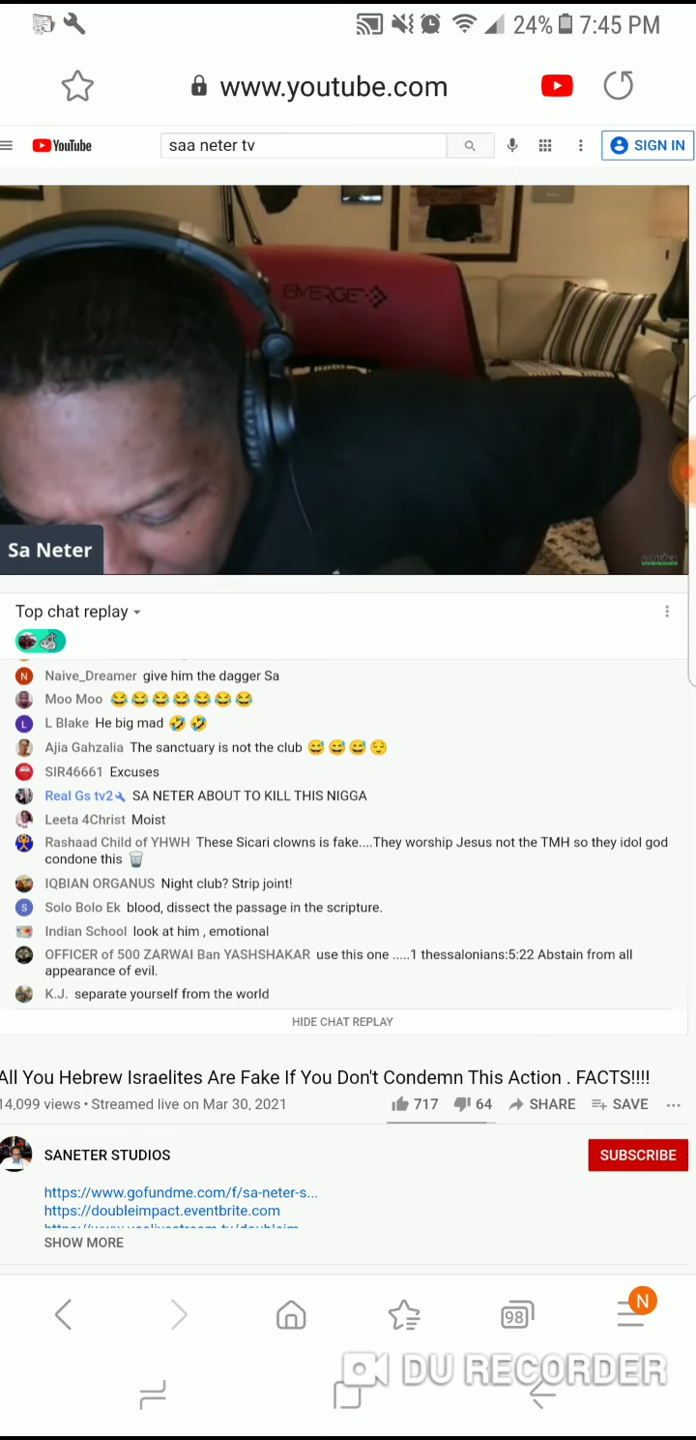 24% 7:45 PM
www.youtube.com
YouTube
saa neter tv
SIGN IN
EMERGE
Sa Neter
SANETER
Top chat replay
N Naive_Dreamer give him the dagger Sa
Moo Moo 😂😂😂😂😂😂😂
L L Blake He big mad 🤣🤣
Ajia Gahzalia The sanctuary is not the club 😅😅😅😌
SIR46661 Excuses
Real Gs tv2 SA NETER ABOUT TO KILL THIS NIGGA
Leeta 4Christ Moist
Rashaad Child of YHWH These Sicari clowns is fake....They worship Jesus not the TMH so they idol god
condone this 🗑️
IQBIAN ORGANUS Night club? Strip joint!
S Solo Bolo Ek blood, dissect the passage in the scripture.
Indian School look at him , emotional
OFFICER of 500 ZARWAI Ban YASHSHAKAR use this one .....1 thessalonians:5:22 Abstain from all
appearance of evil.
K.J. separate yourself from the world
HIDE CHAT REPLAY
All You Hebrew Israelites Are Fake If You Don't Condemn This Action . FACTS!!!!
14,099 views • Streamed live on Mar 30, 2021
717 64 SHARE SAVE
SANETER STUDIOS
SUBSCRIBE
https://www.gofundme.com/f/sa-neter-s...
https://doubleimpact.eventbrite.com
SHOW MORE
98
N
DU RECORDER